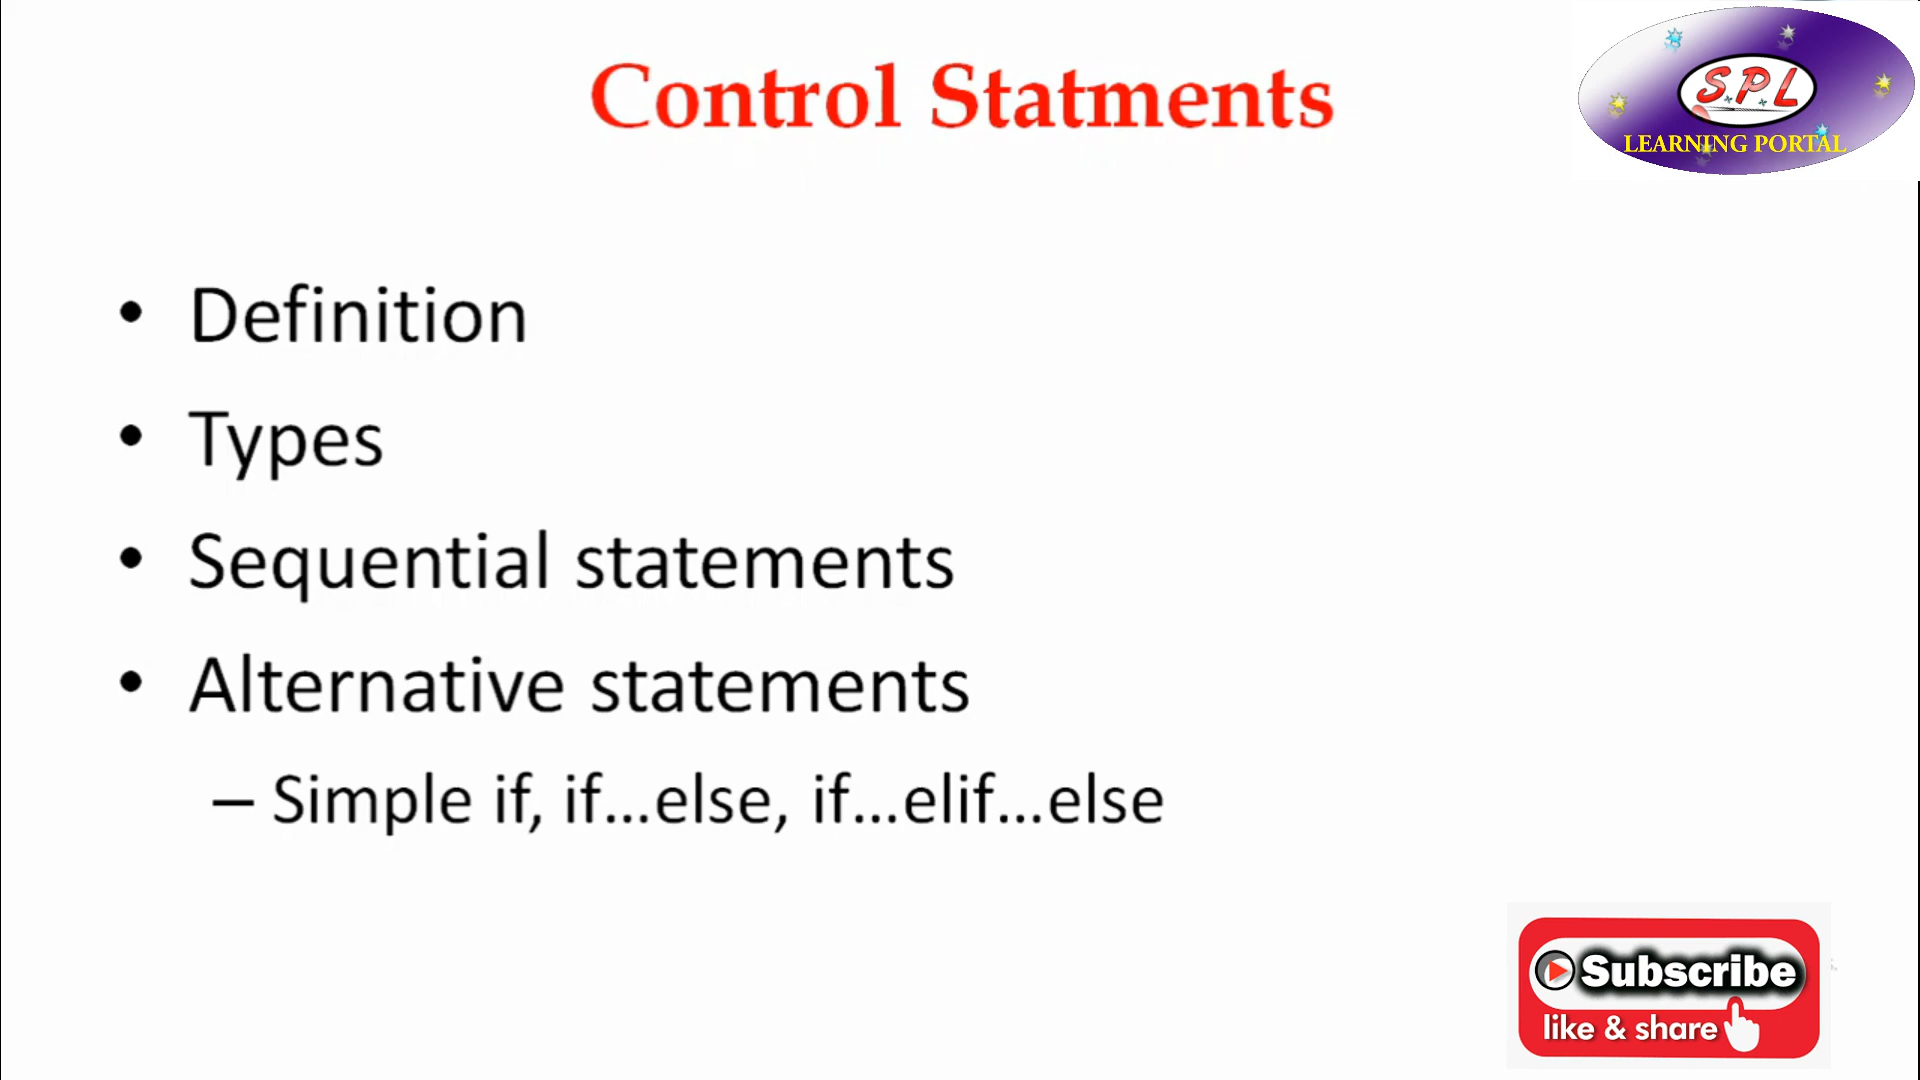 Control Statments
S.P.L
LEARNING PORTAL
• Definition
• Types
• Sequential statements
• Alternative statements
– Simple if, if...else, if...elif...else
Subscribe
like & share